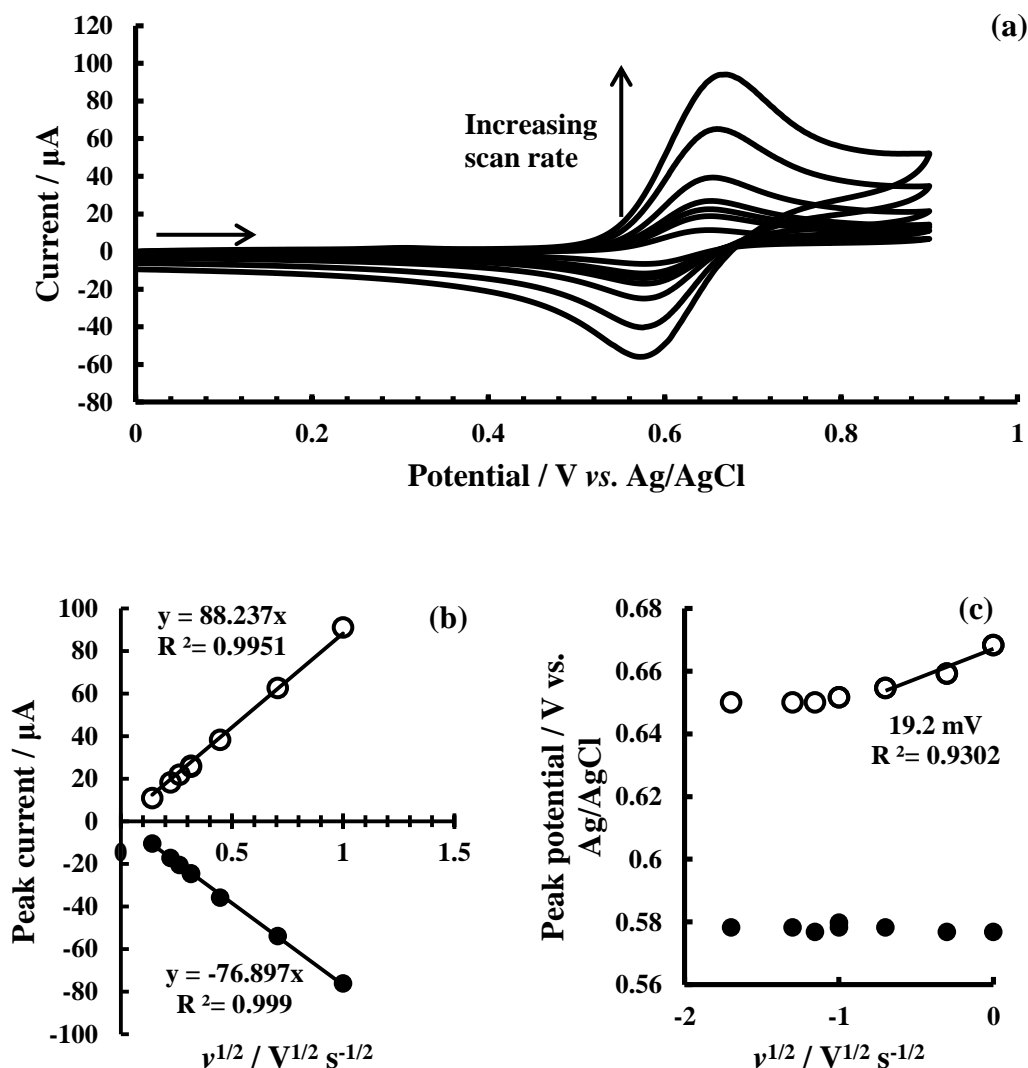 (a)
120
100
80
60
40
20
0
-20
-40
-60
-80
Current / µA
Increasing
scan rate
0 0.2 0.4 0.6 0.8 1
Potential / V vs. Ag/AgCl
(b)
100
80
60
40
20
0
-20
-40
-60
-80
-100
Peak current / µA
y = 88.237x
R ²= 0.9951
0 0.5 1 1.5
y = -76.897x
R ²= 0.999
v1/2 / V1/2 s-1/2
(c)
0.68
0.66
0.64
0.62
0.6
0.58
0.56
Peak potential / V vs.
Ag/AgCl
19.2 mV
R ²= 0.9302
-2 -1 0
v1/2 / V1/2 s-1/2